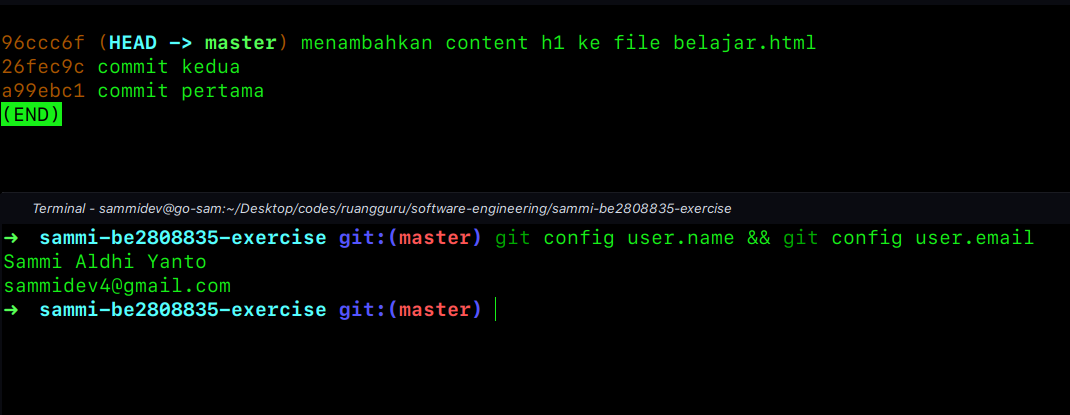 96ccc6f (HEAD -> master) menambahkan content h1 ke file belajar.html
26fec9c commit kedua
a99ebc1 commit pertama
(END)
Terminal - sammidev@go-sam:~/Desktop/codes/ruangguru/software-engineering/sammi-be2808835-exercise
➜  sammi-be2808835-exercise git:(master) git config user.name && git config user.email
Sammi Aldhi Yanto
sammidev4@gmail.com
➜  sammi-be2808835-exercise git:(master)